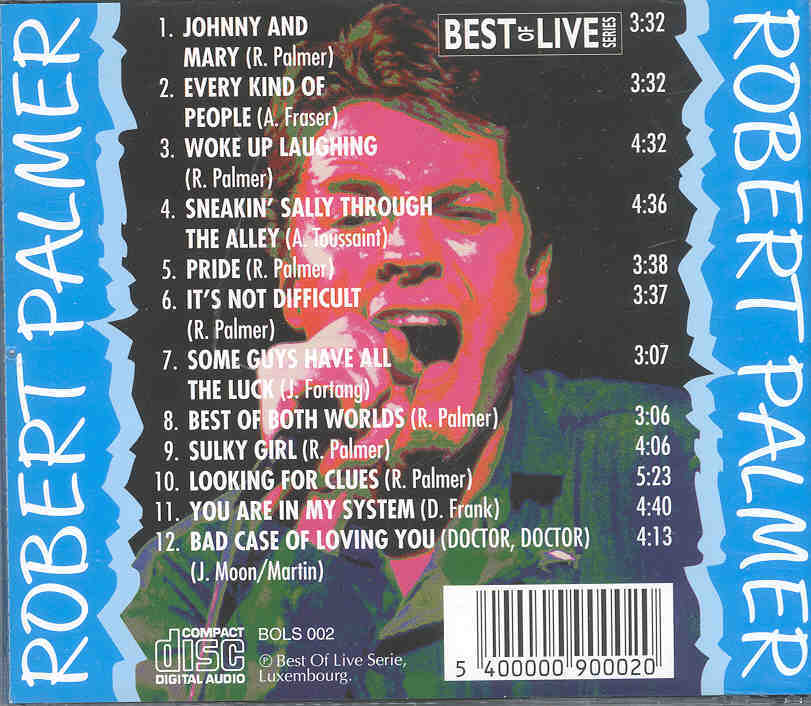 ROBERT PALMER
BEST OF LIVE SERIES
1. JOHNNY AND 3:32
MARY (R. Palmer)
2. EVERY KIND OF 3:32
PEOPLE (A. Fraser)
3. WOKE UP LAUGHING 4:32
(R. Palmer)
4. SNEAKIN' SALLY THROUGH 4:36
THE ALLEY (A. Toussaint)
5. PRIDE (R. Palmer) 3:38
6. IT'S NOT DIFFICULT 3:37
(R. Palmer)
7. SOME GUYS HAVE ALL 3:07
THE LUCK (J. Fortang)
8. BEST OF BOTH WORLDS (R. Palmer) 3:06
9. SULKY GIRL (R. Palmer) 4:06
10. LOOKING FOR CLUES (R. Palmer) 5:23
11. YOU ARE IN MY SYSTEM (D. Frank) 4:40
12. BAD CASE OF LOVING YOU (DOCTOR, DOCTOR) 4:13
(J. Moon/Martin)
COMPACT
disc
DIGITAL AUDIO
BOLS 002
℗ Best Of Live Serie,
Luxembourg.
5 400000 900020
ROBERT PALMER